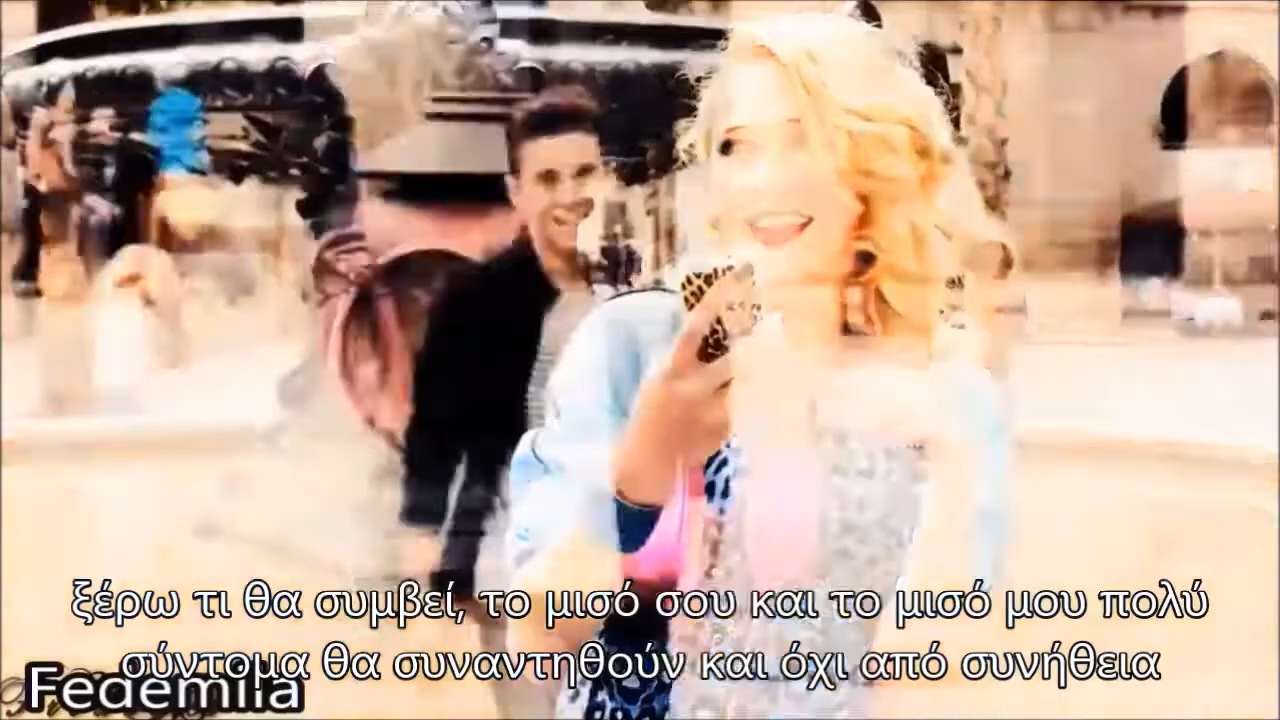 ξέρω τι θα συμβεί, το μισό σου και το μισό μου πολύ
σύντομα θα συναντηθούν και όχι από συνήθεια
Fedemila